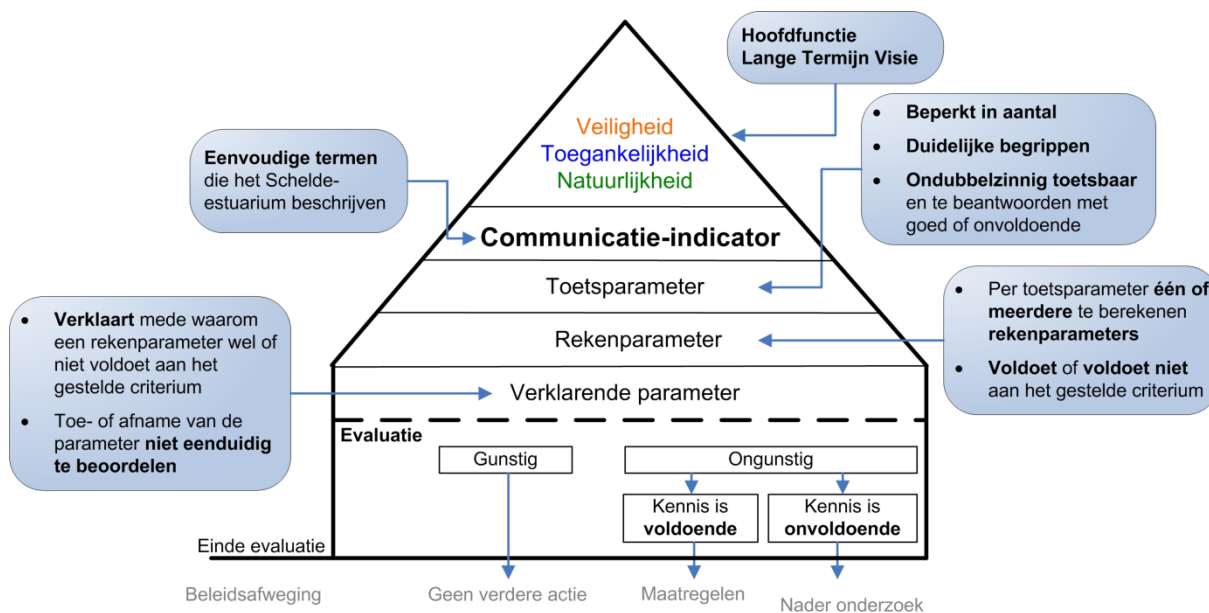 Hoofdfunctie
Lange Termijn Visie
Veiligheid
Toegankelijkheid
Natuurlijkheid
Eenvoudige termen
die het Schelde-
estuarium beschrijven
• Beperkt in aantal
• Duidelijke begrippen
• Ondubbelzinnig toetsbaar
en te beantwoorden met
goed of onvoldoende
Communicatie-indicator
Toetsparameter
Rekenparameter
• Per toetsparameter één of
meerdere te berekenen
rekenparameters
• Voldoet of voldoet niet
aan het gestelde criterium
• Verklaart mede waarom
een rekenparameter wel of
niet voldoet aan het
gestelde criterium
• Toe- of afname van de
parameter niet eenduidig
te beoordelen
Verklarende parameter
Evaluatie
Gunstig
Ongunstig
Kennis is
voldoende
Kennis is
onvoldoende
Einde evaluatie
Beleidsafweging
Geen verdere actie
Maatregelen
Nader onderzoek